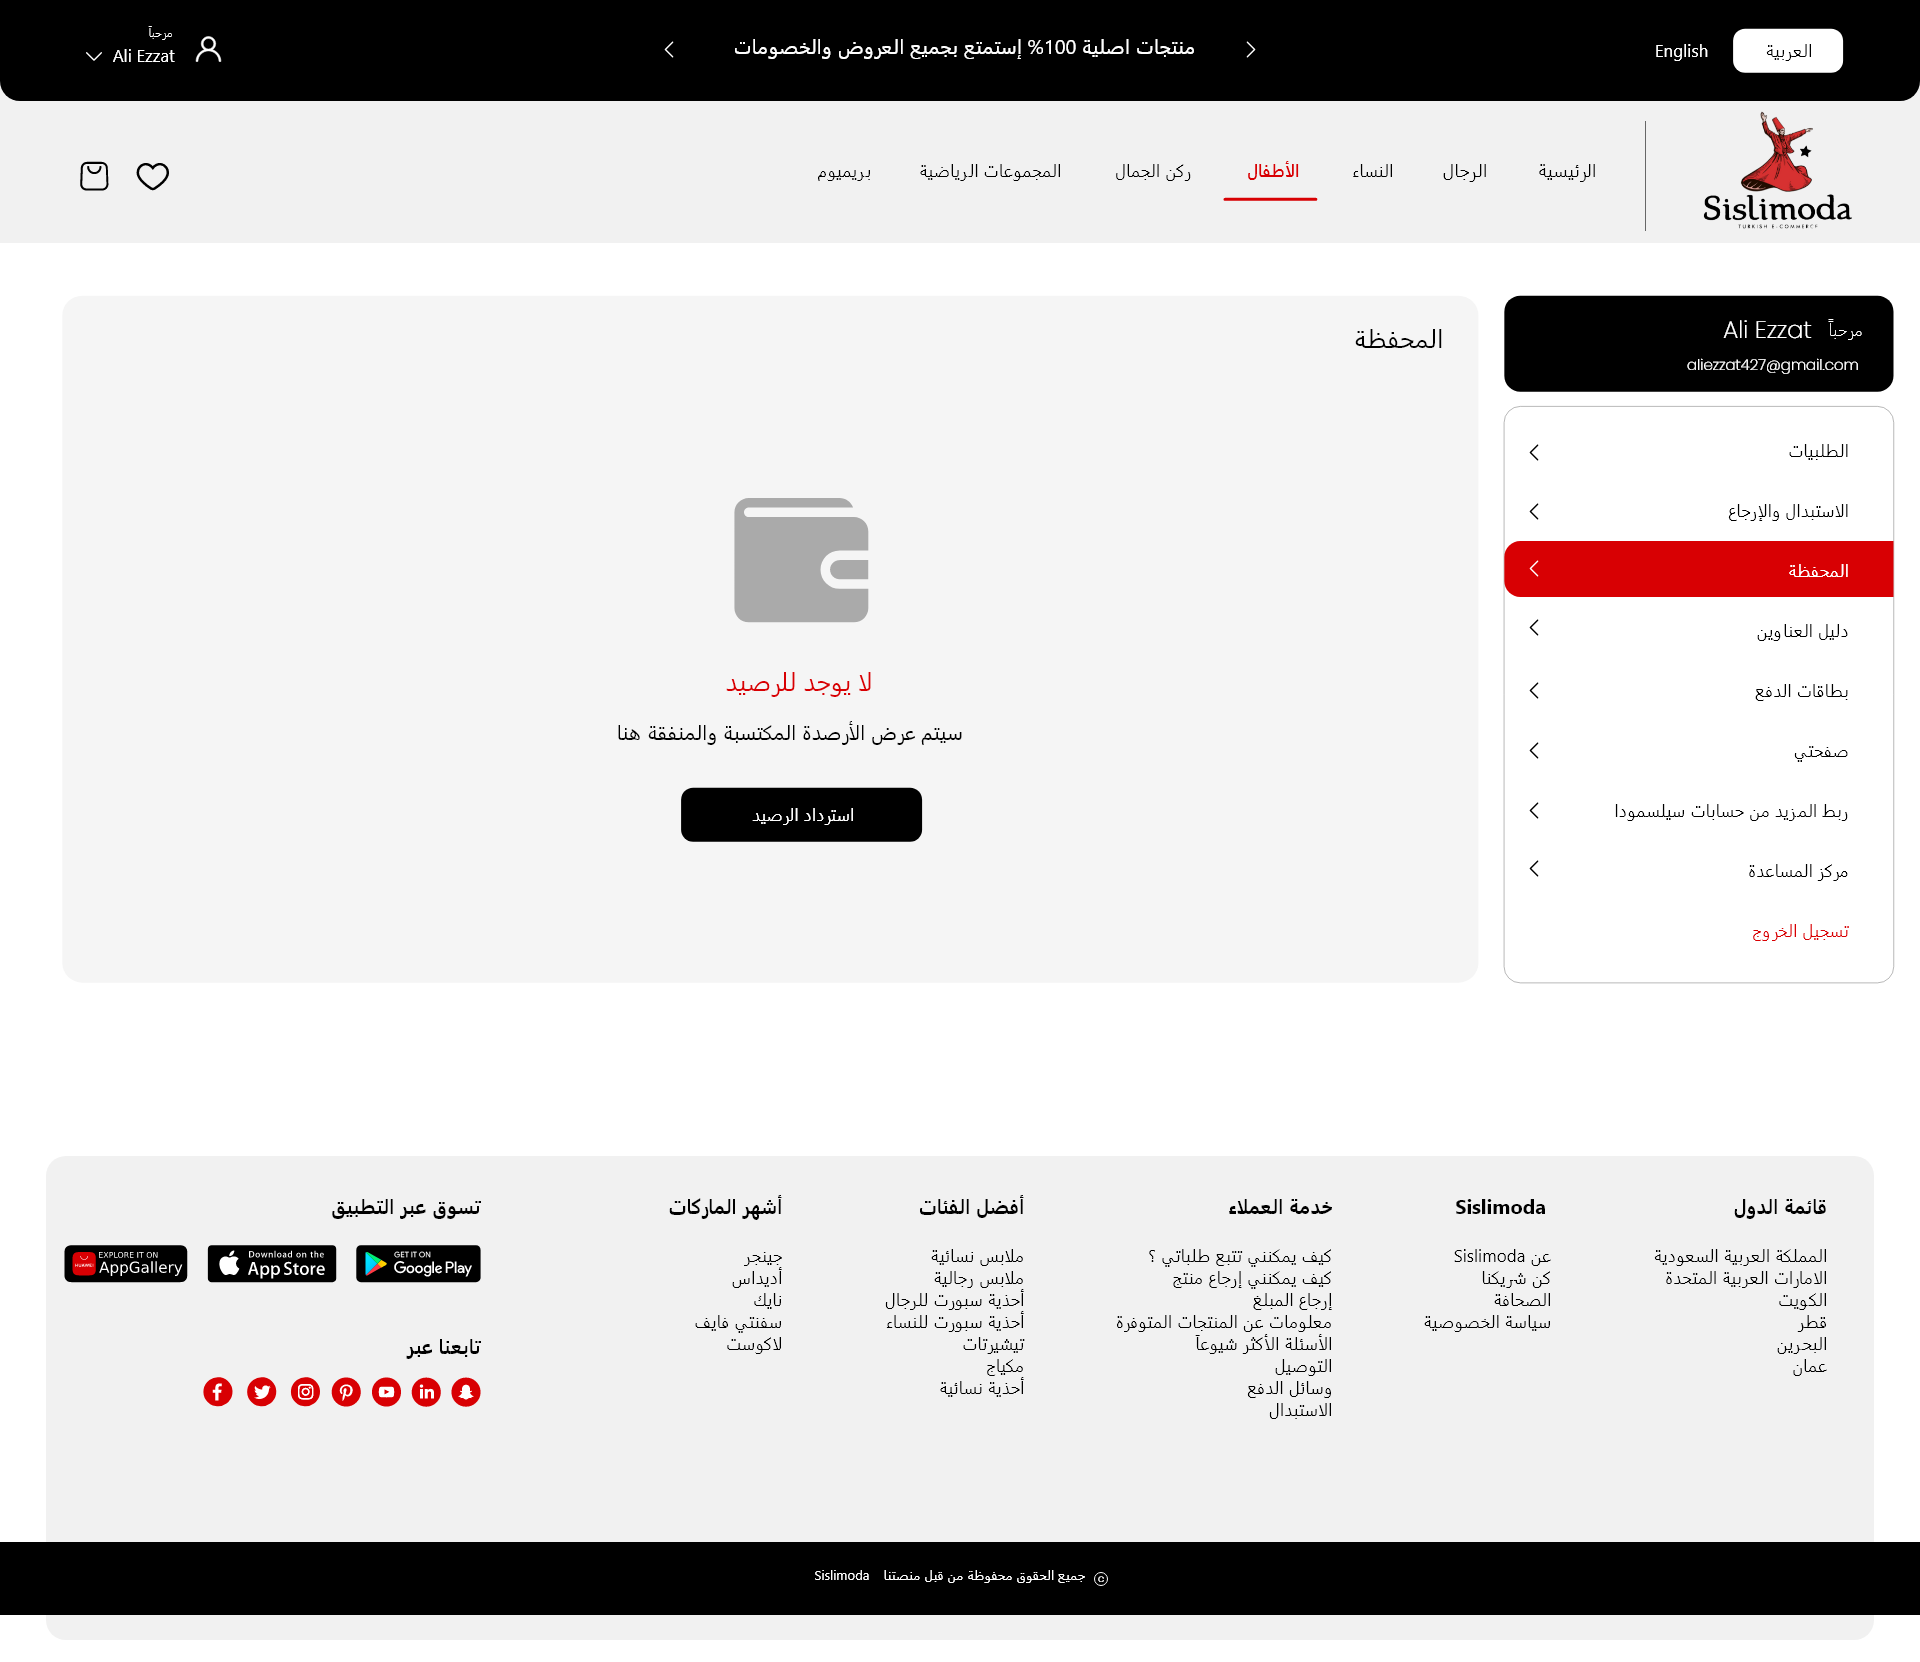 العربية
English
منتجات اصلية 100% إستمتع بجميع العروض والخصومات
مرحباً
Ali Ezzat
Sislimoda
TURKISH E-COMMERCE
الرئيسية
الرجال
النساء
الأطفال
ركن الجمال
المجموعات الرياضية
بريميوم
مرحباً Ali Ezzat
aliezzat427@gmail.com
الطلبيات
الاستبدال والإرجاع
المحفظة
دليل العناوين
بطاقات الدفع
صفحتي
ربط المزيد من حسابات سيلسمودا
مركز المساعدة
تسجيل الخروج
المحفظة
لا يوجد للرصيد
سيتم عرض الأرصدة المكتسبة والمنفقة هنا
استرداد الرصيد
قائمة الدول
المملكة العربية السعودية
الامارات العربية المتحدة
الكويت
قطر
البحرين
عمان
Sislimoda
عن Sislimoda
كن شريكنا
الصحافة
سياسة الخصوصية
خدمة العملاء
كيف يمكنني تتبع طلباتي ؟
كيف يمكنني إرجاع منتج
إرجاع المبلغ
معلومات عن المنتجات المتوفرة
الأسئلة الأكثر شيوعاً
التوصيل
وسائل الدفع
الاستبدال
أفضل الفئات
ملابس نسائية
ملابس رجالية
أحذية سبورت للرجال
أحذية سبورت للنساء
تيشيرتات
مكياج
أحذية نسائية
أشهر الماركات
جينجر
أديداس
نايك
سفنتي فايف
لاكوست
تسوق عبر التطبيق
GET IT ON
Google Play
Download on the
App Store
HUAWEI
EXPLORE IT ON
AppGallery
تابعنا عبر
© جميع الحقوق محفوظة من قبل منصتنا Sislimoda